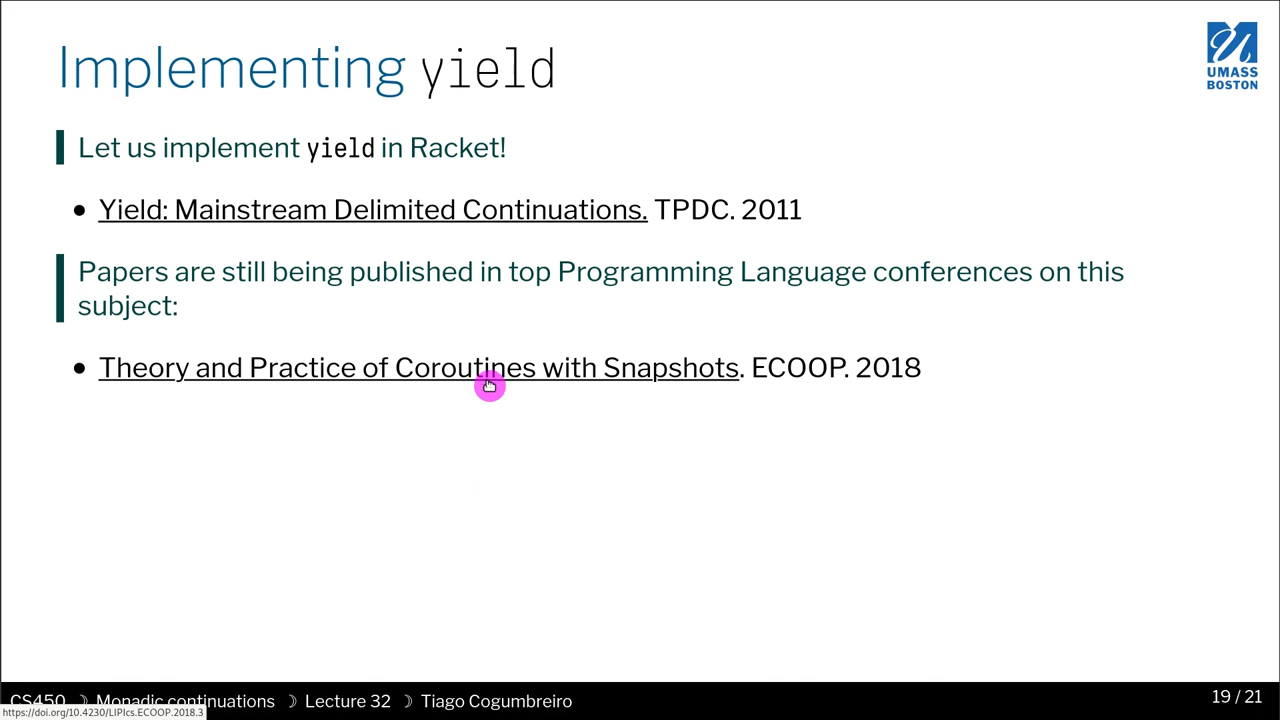 Implementing yield
UMASS
BOSTON
Let us implement yield in Racket!
Yield: Mainstream Delimited Continuations. TPDC. 2011
Papers are still being published in top Programming Language conferences on this
subject:
Theory and Practice of Coroutines with Snapshots. ECOOP. 2018
CS450 ☽ Monadic continuations ☽ Lecture 32 ☽ Tiago Cogumbreiro
19 / 21
https://doi.org/10.4230/LIPIcs.ECOOP.2018.3